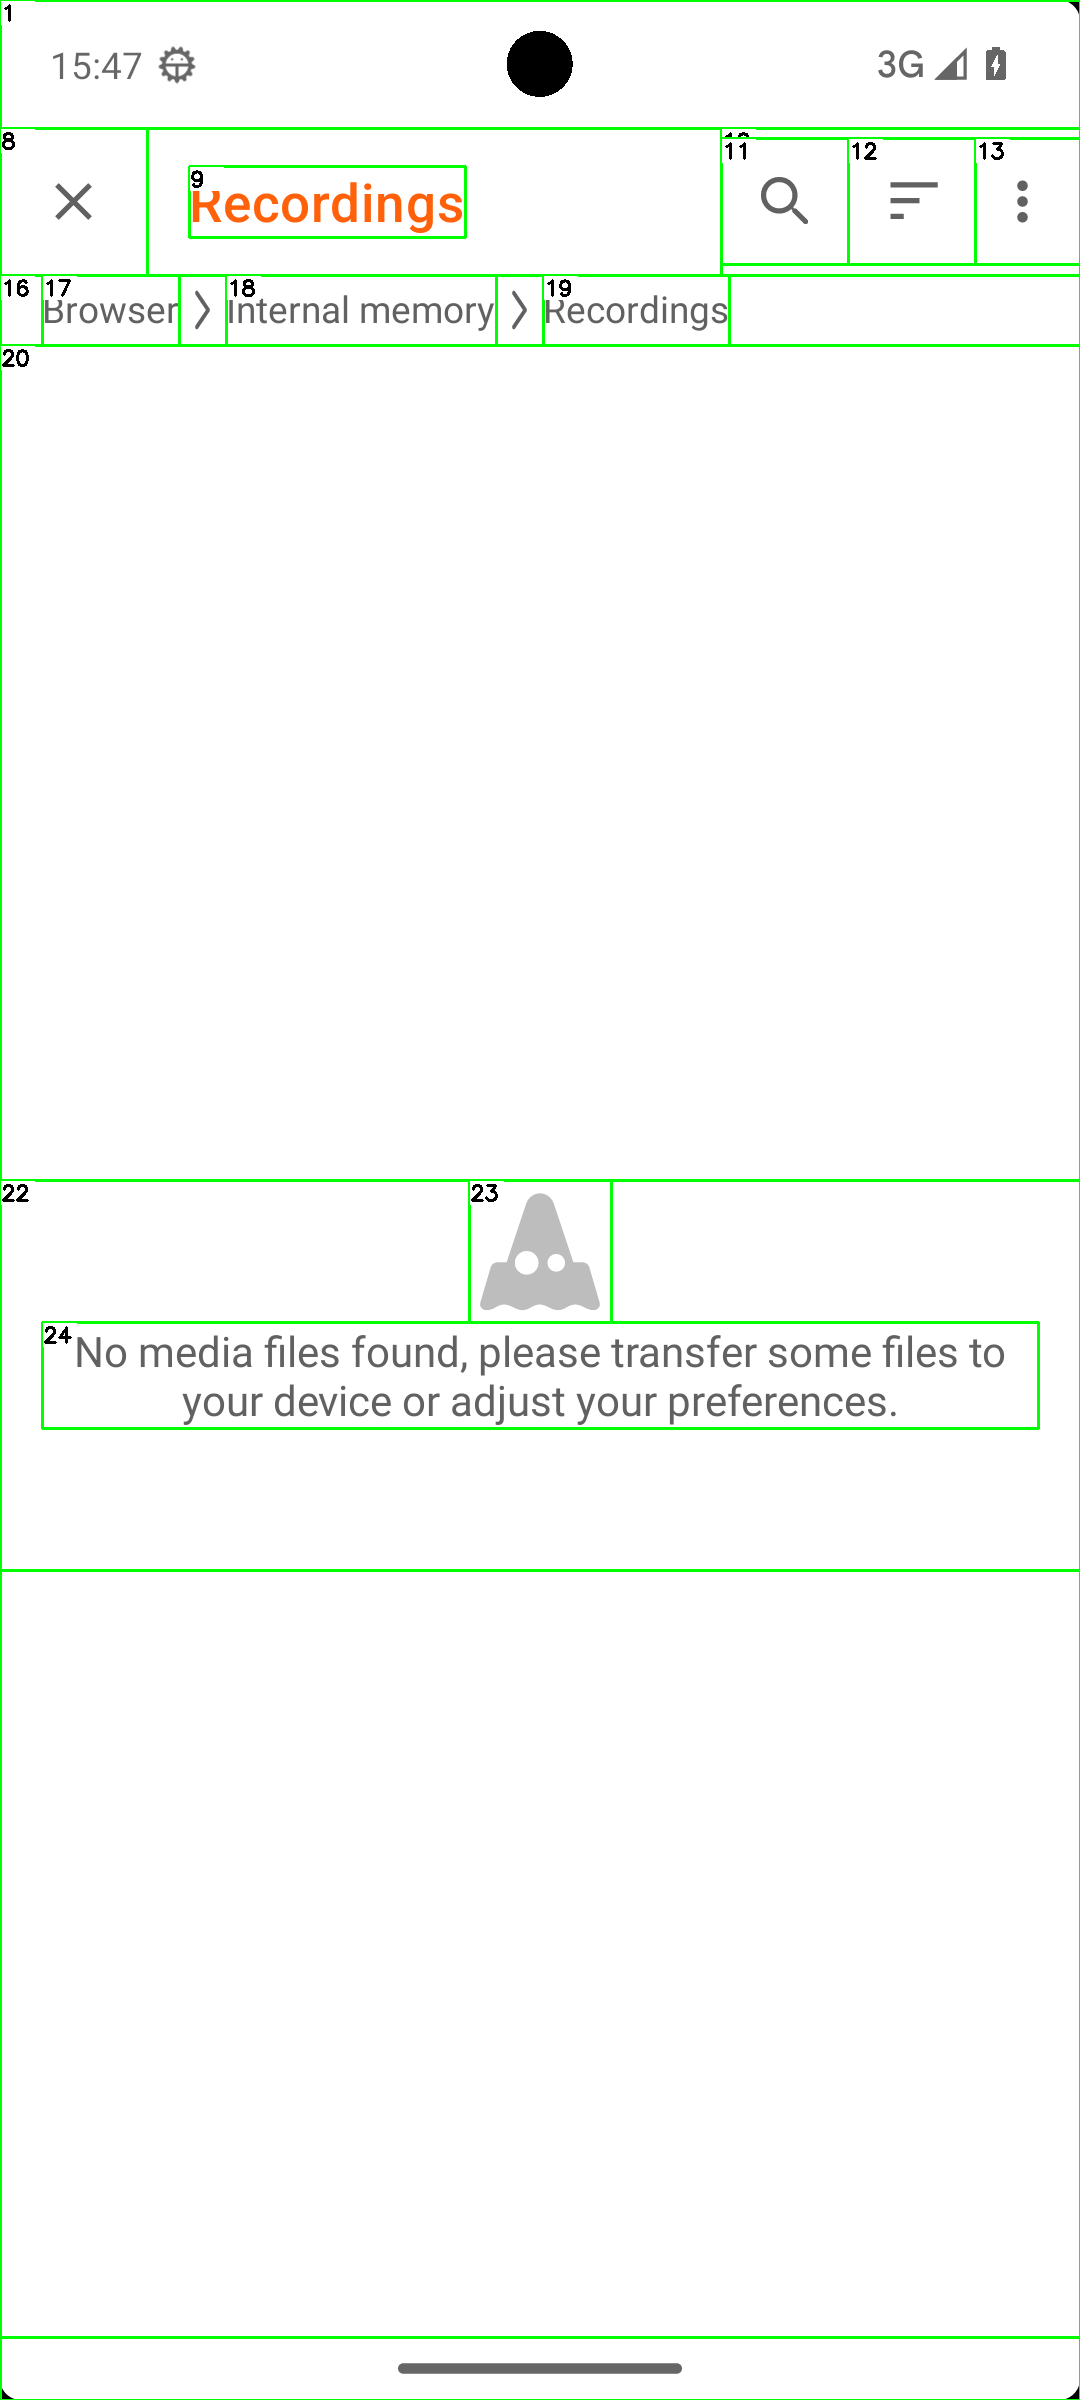 1
15:47
3G
8
9
Recordings
11
12
13
16
17
Browser
18
Internal memory
19
Recordings
20
22
23
24
No media files found, please transfer some files to
your device or adjust your preferences.